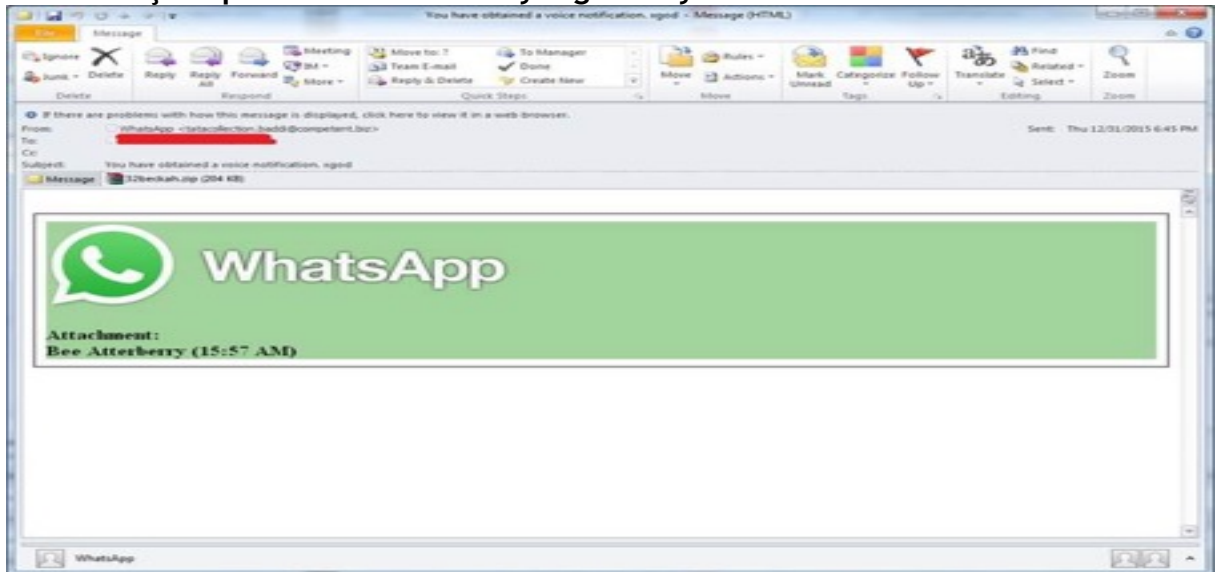 You have obtained a voice notification. xgod - Message (HTML)
File Message
Ignore
Junk
Delete
Reply
Reply All
Forward
Meeting
IM
More
Move to: ?
Team E-mail
Reply & Delete
To Manager
Done
Create New
Move
Rules
Actions
Mark Unread
Categorize
Follow Up
Translate
Find
Related
Select
Zoom
Delete Respond Quick Steps Move Tags Editing Zoom
If there are problems with how this message is displayed, click here to view it in a web browser.
From: WhatsApp <tatacollection.baddi@competent.biz> Sent: Thu 12/31/2015 6:45 PM
To:
Cc:
Subject: You have obtained a voice notification. xgod
Message 32beckah.zip (204 KB)
WhatsApp
Attachment:
Bee Atterberry (15:57 AM)
WhatsApp